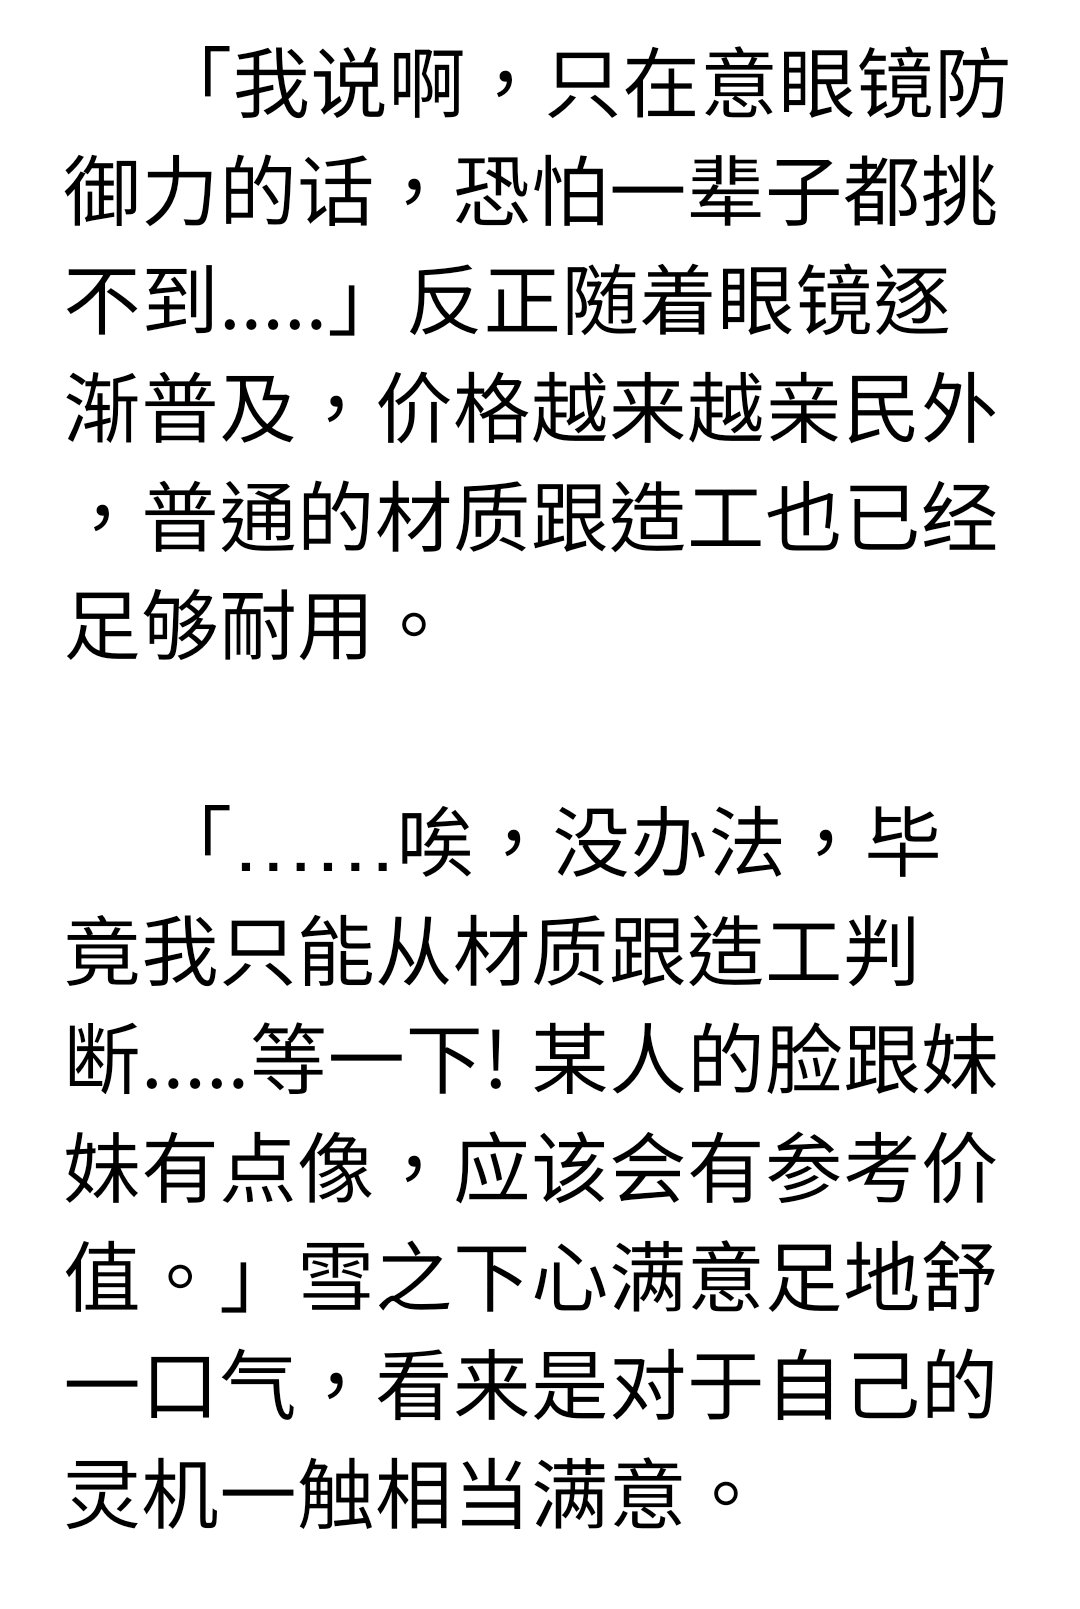 「我说啊，只在意眼镜防
御力的话，恐怕一辈子都挑
不到.....」反正随着眼镜逐
渐普及，价格越来越亲民外
，普通的材质跟造工也已经
足够耐用。
「……唉，没办法，毕
竟我只能从材质跟造工判
断.....等一下! 某人的脸跟妹
妹有点像，应该会有参考价
值。」雪之下心满意足地舒
一口气，看来是对于自己的
灵机一触相当满意。